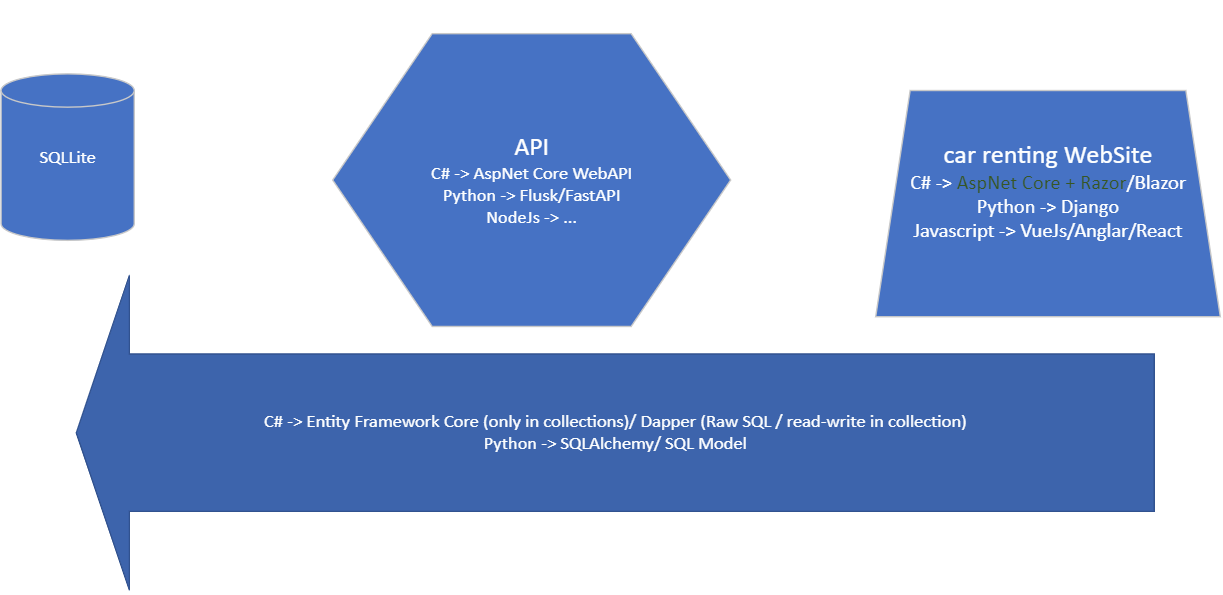 SQLLite
API
C# -> AspNet Core WebAPI
Python -> Flusk/FastAPI
NodeJs -> ...
car renting WebSite
C# -> AspNet Core + Razor/Blazor
Python -> Django
Javascript -> VueJs/Anglar/React
C# -> Entity Framework Core (only in collections)/ Dapper (Raw SQL / read-write in collection)
Python -> SQLAlchemy/ SQL Model